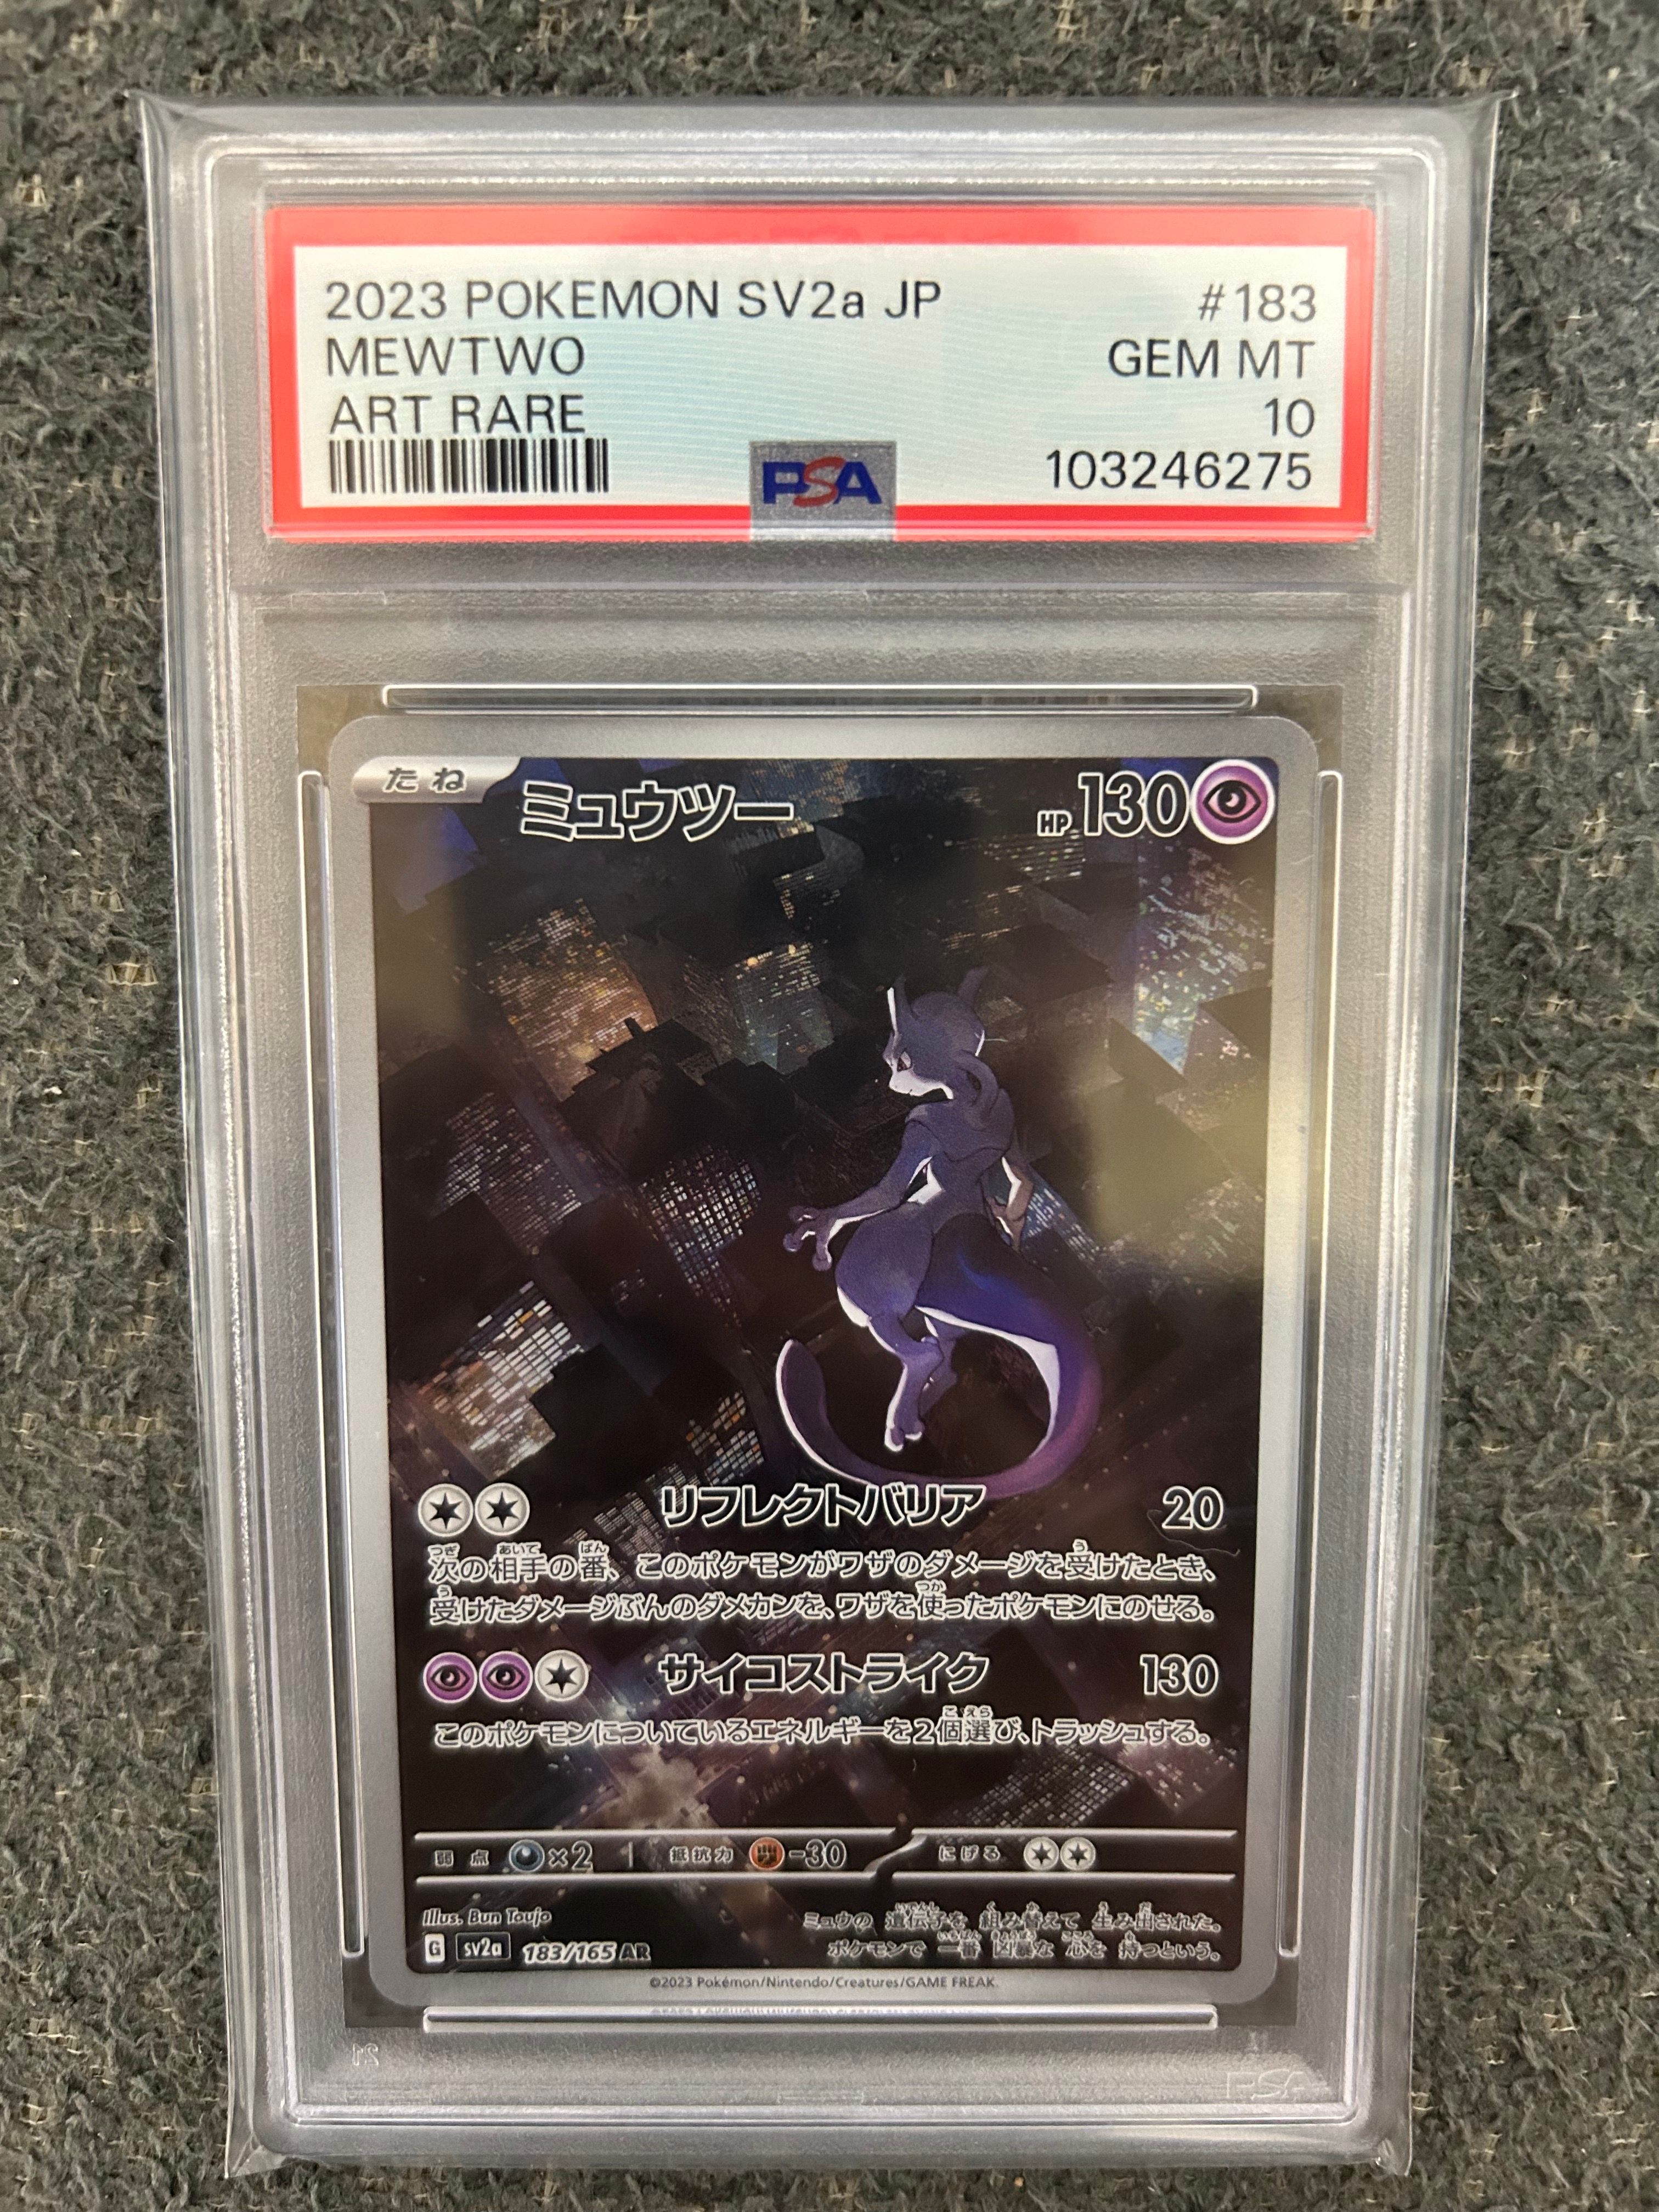 2023 POKEMON SV2a JP #183
MEWTWO GEM MT
ART RARE 10
PSA 103246275
たね ミュウツー HP 130
リフレクトバリア 20
次の相手の番、このポケモンがワザのダメージを受けたとき、
受けたダメージぶんのダメカンを、ワザを使ったポケモンにのせる。
サイコストライク 130
このポケモンについているエネルギーを2個選び、トラッシュする。
弱点 ×2 抵抗力 -30 にげる
Illus. Bun Toujo
ミュウの 遺伝子を 組み替えて 生み出された。
ポケモンで 一番 凶暴な 心を 持つという。
G sv2a 183/165 AR
©2023 Pokémon/Nintendo/Creatures/GAME FREAK.
PSA